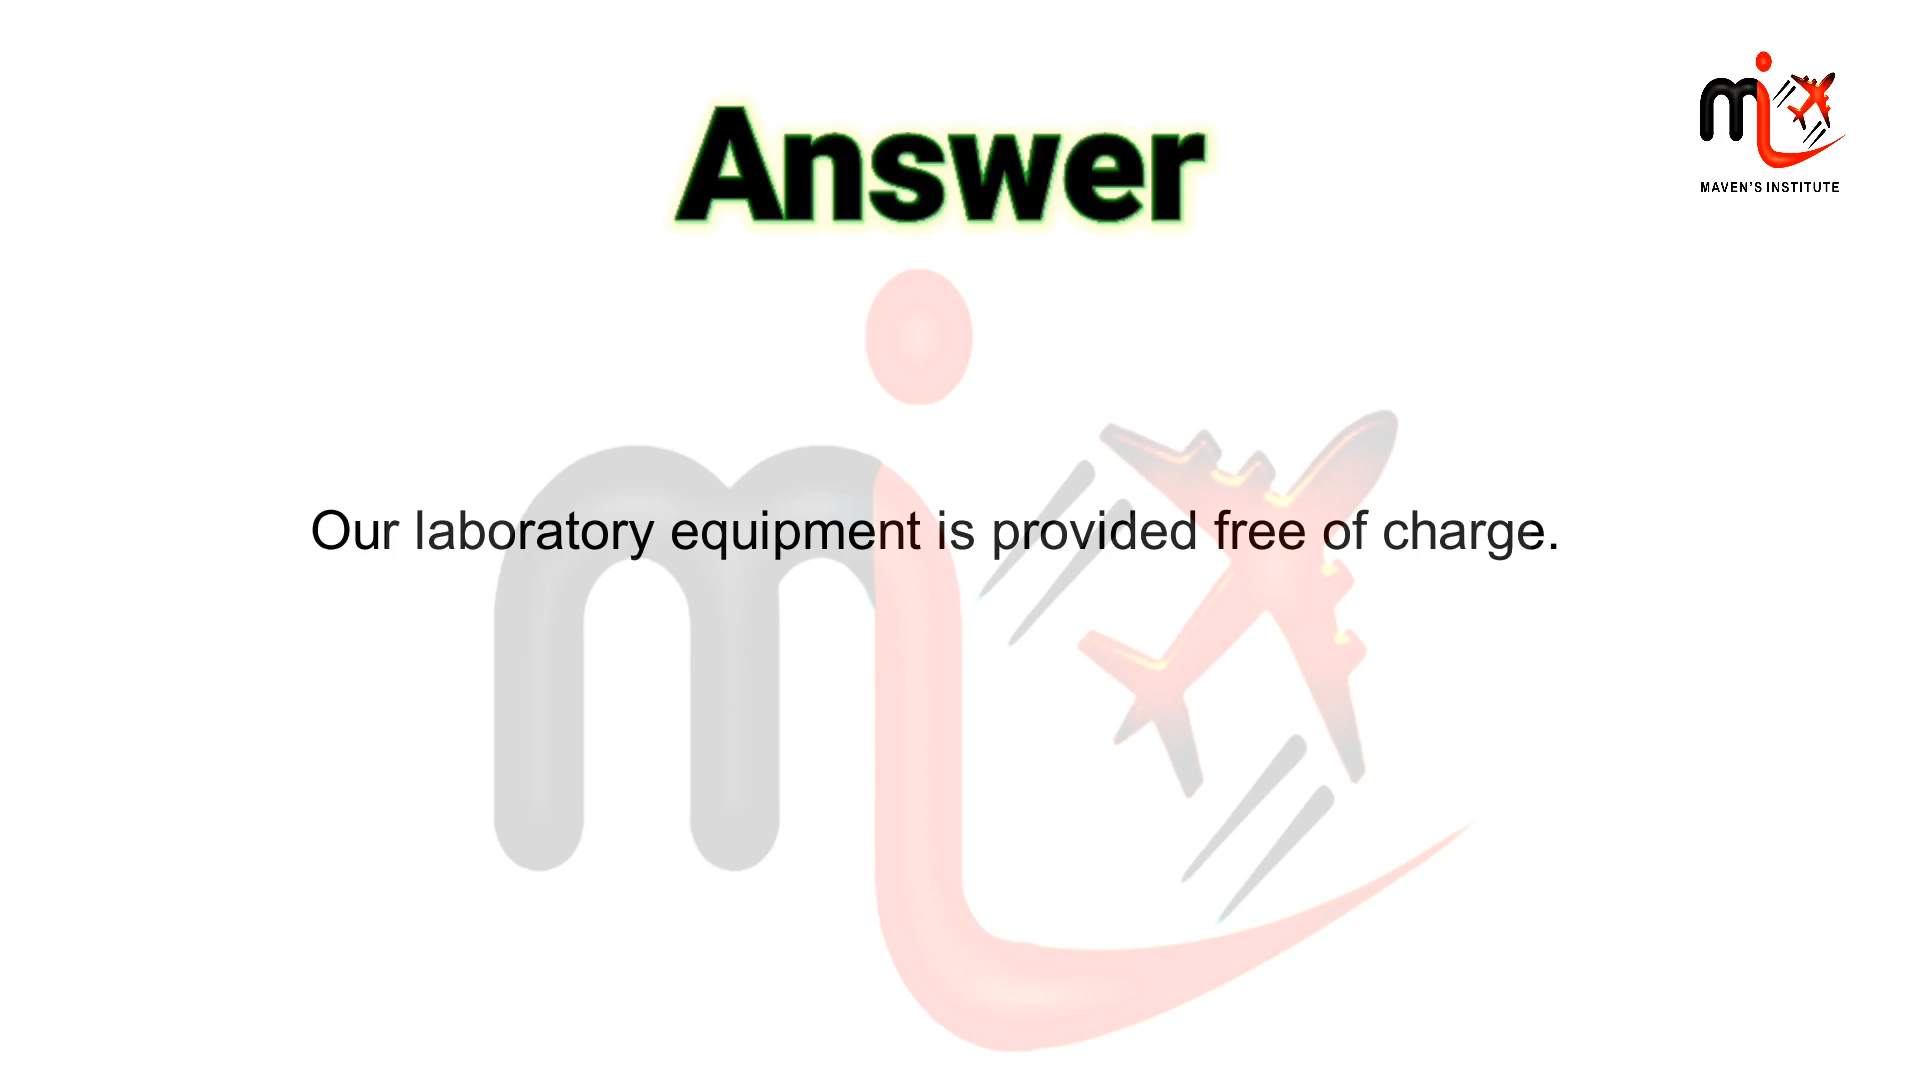 Answer
MAVEN'S INSTITUTE
Our laboratory equipment is provided free of charge.